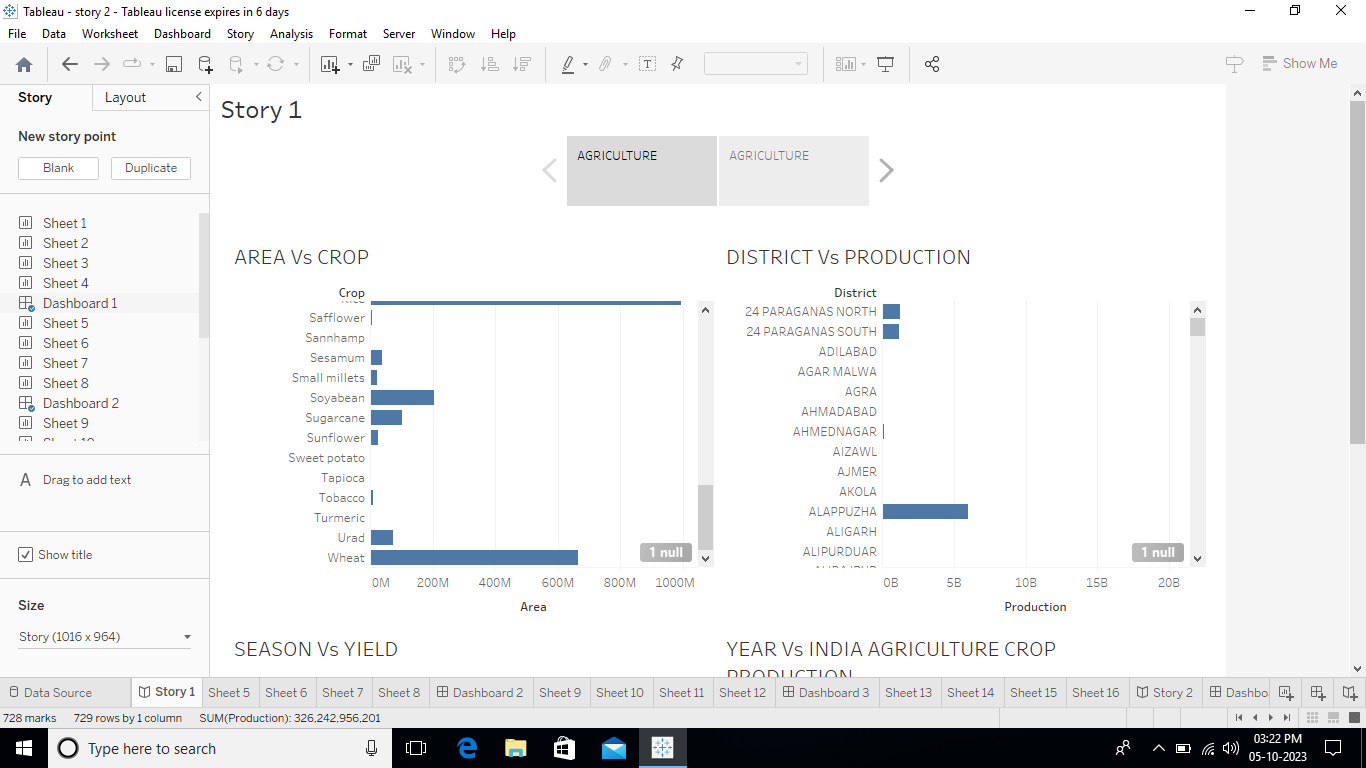 Tableau - story 2 - Tableau license expires in 6 days
File Data Worksheet Dashboard Story Analysis Format Server Window Help
Show Me
Story Layout
New story point
Blank Duplicate
Sheet 1
Sheet 2
Sheet 3
Sheet 4
Dashboard 1
Sheet 5
Sheet 6
Sheet 7
Sheet 8
Dashboard 2
Sheet 9
A Drag to add text
Show title
Size
Story (1016 x 964)
Story 1
AGRICULTURE AGRICULTURE
AREA Vs CROP
Crop
Safflower
Sannhamp
Sesamum
Small millets
Soyabean
Sugarcane
Sunflower
Sweet potato
Tapioca
Tobacco
Turmeric
Urad
Wheat
1 null
0M 200M 400M 600M 800M 1000M
Area
DISTRICT Vs PRODUCTION
District
24 PARAGANAS NORTH
24 PARAGANAS SOUTH
ADILABAD
AGAR MALWA
AGRA
AHMADABAD
AHMEDNAGAR
AIZAWL
AJMER
AKOLA
ALAPPUZHA
ALIGARH
ALIPURDUAR
1 null
0B 5B 10B 15B 20B
Production
SEASON Vs YIELD
YEAR Vs INDIA AGRICULTURE CROP
PRODUCTION
Data Source Story 1 Sheet 5 Sheet 6 Sheet 7 Sheet 8 Dashboard 2 Sheet 9 Sheet 10 Sheet 11 Sheet 12 Dashboard 3 Sheet 13 Sheet 14 Sheet 15 Sheet 16 Story 2 Dashbo
728 marks 729 rows by 1 column SUM(Production): 326,242,956,201
Type here to search
03:22 PM
05-10-2023